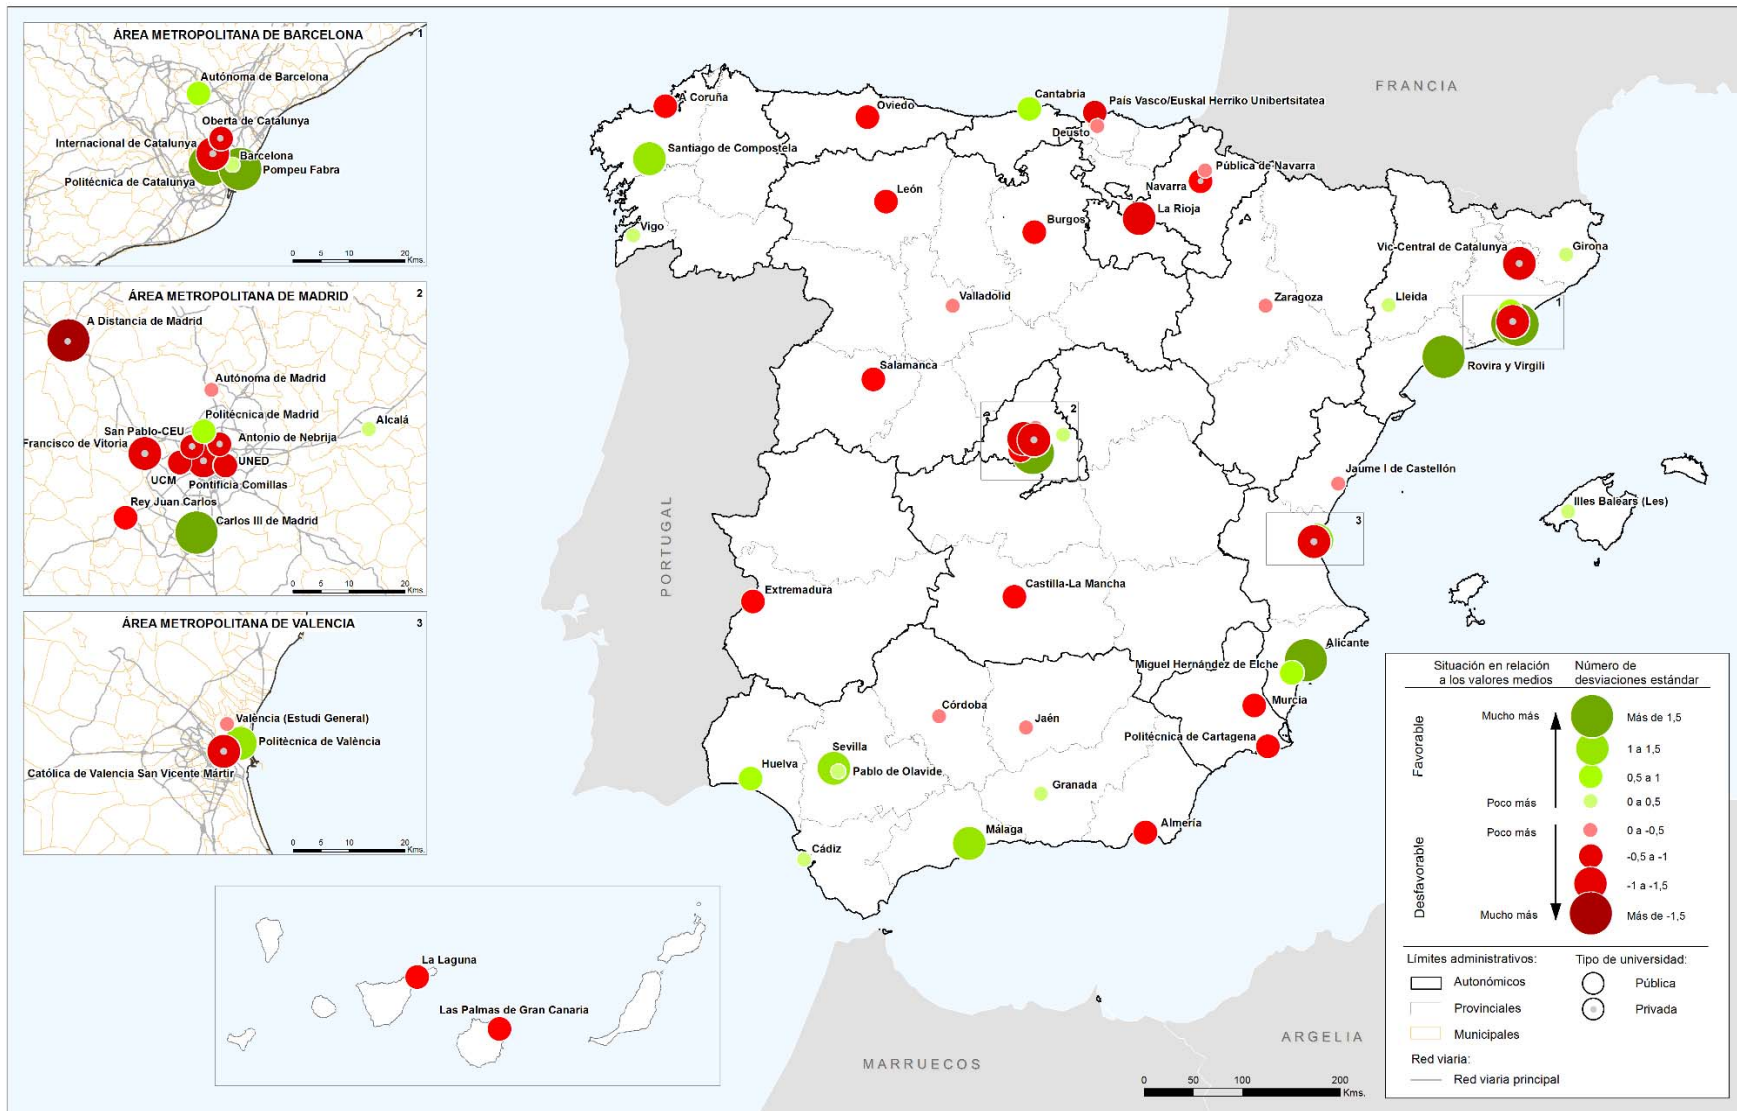 ÁREA METROPOLITANA DE BARCELONA
1
Autónoma de Barcelona
Oberta de Catalunya
Internacional de Catalunya
Barcelona
Pompeu Fabra
Politécnica de Catalunya
0 5 10 20
Kms.
ÁREA METROPOLITANA DE MADRID
2
A Distancia de Madrid
Autónoma de Madrid
Politécnica de Madrid
Alcalá
San Pablo-CEU
Antonio de Nebrija
Francisco de Vitoria
UNED
UCM
Pontificia Comillas
Rey Juan Carlos
Carlos III de Madrid
0 5 10 20
Kms
ÁREA METROPOLITANA DE VALENCIA
3
València (Estudi General)
Politècnica de València
Católica de Valencia San Vicente Mártir
0 5 10 20
Kms.
La Laguna
Las Palmas de Gran Canaria
FRANCIA
A Coruña
Oviedo
Cantabria
País Vasco/Euskal Herriko Unibertsitatea
Deusto
Santiago de Compostela
Pública de Navarra
Navarra
León
La Rioja
Burgos
Vigo
Vic-Central de Catalunya
Girona
Valladolid
Zaragoza
Lleida
1
Rovira y Virgili
Salamanca
2
Jaume I de Castellón
Illes Balears (Les)
3
PORTUGAL
Extremadura
Castilla-La Mancha
Alicante
Miguel Hernández de Elche
Murcia
Córdoba
Jaén
Politécnica de Cartagena
Sevilla
Huelva
Pablo de Olavide
Granada
Málaga
Almería
Cádiz
MARRUECOS
ARGELIA
0 50 100 200
Kms.
Situación en relación
a los valores medios
Número de
desviaciones estándar
Favorable
Mucho más
Más de 1,5
1 a 1,5
0,5 a 1
Poco más
0 a 0,5
Desfavorable
Poco más
0 a -0,5
-0,5 a -1
-1 a -1,5
Mucho más
Más de -1,5
Límites administrativos:
Autonómicos
Provinciales
Municipales
Tipo de universidad:
Pública
Privada
Red viaria:
Red viaria principal